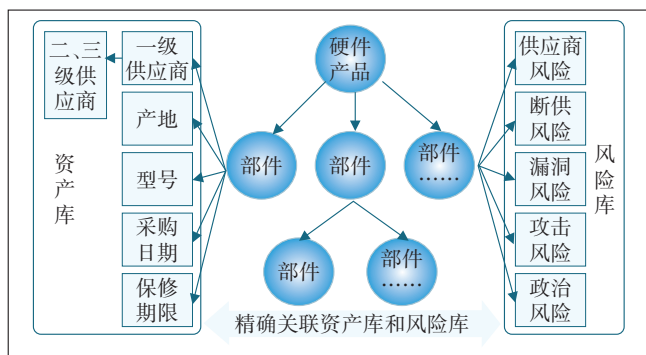 二、三
级供
应商
一级
供应商
产地
型号
采购
日期
保修
期限
资
产
库
硬件
产品
部件
部件
部件
……
部件
部件
……
供应商
风险
断供
风险
漏洞
风险
攻击
风险
政治
风险
风
险
库
精确关联资产库和风险库